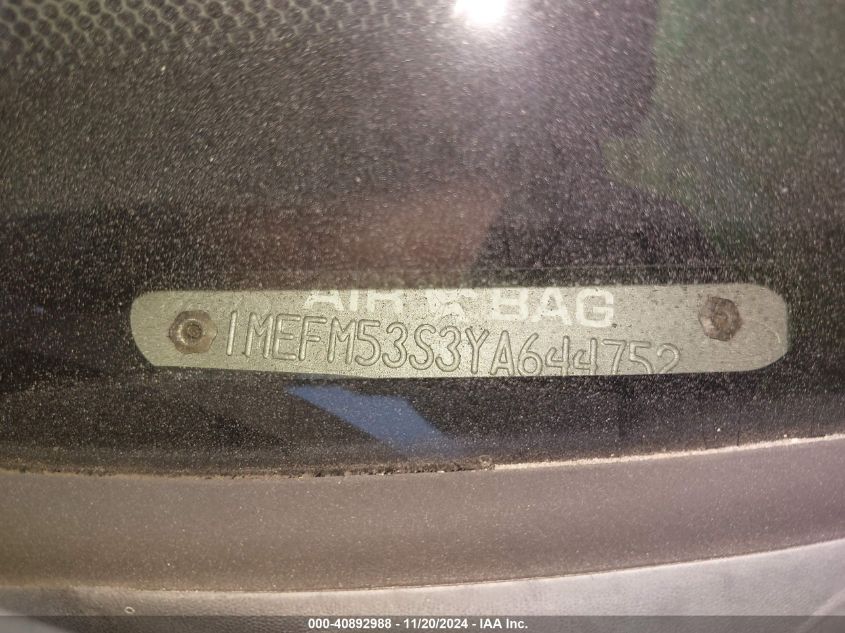 AIR BAG
1MEFM53S3YA644752
000-40892988 - 11/20/2024 - IAA Inc.